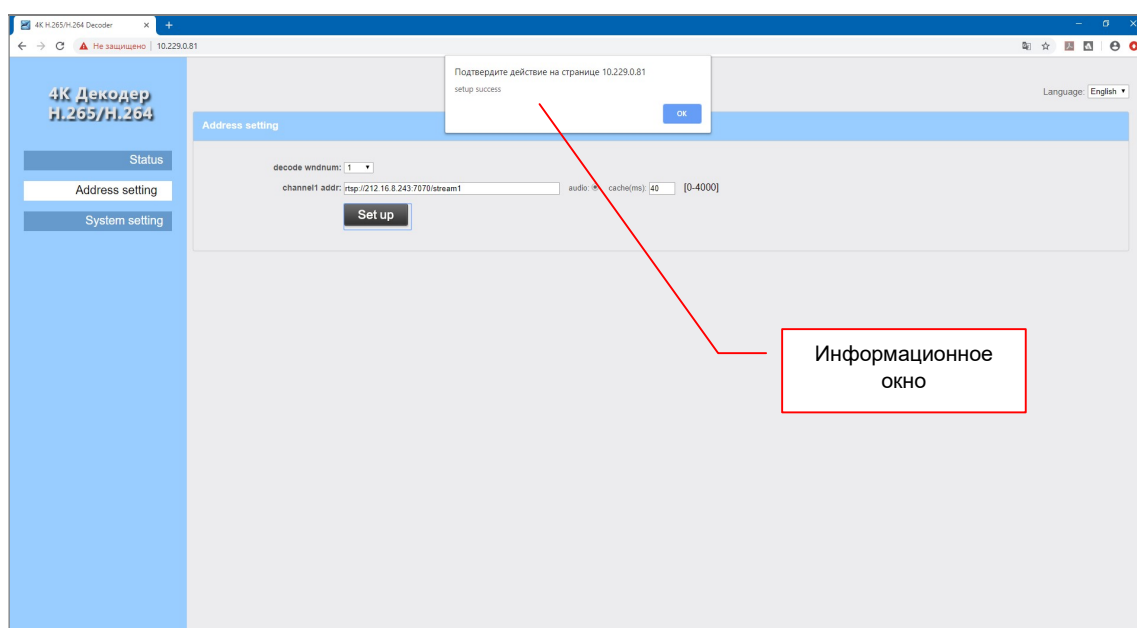 4K H.265/H.264 Decoder
Не защищено | 10.229.0.81
4К Декодер
H.265/H.264
Подтвердите действие на странице 10.229.0.81
setup success
ОК
Language: English
Address setting
Status
Address setting
System setting
decode wndnum: 1
channel1 addr: rtsp://212.16.8.243:7070/stream1 audio: cache(ms): 40 [0-4000]
Set up
Информационное
окно